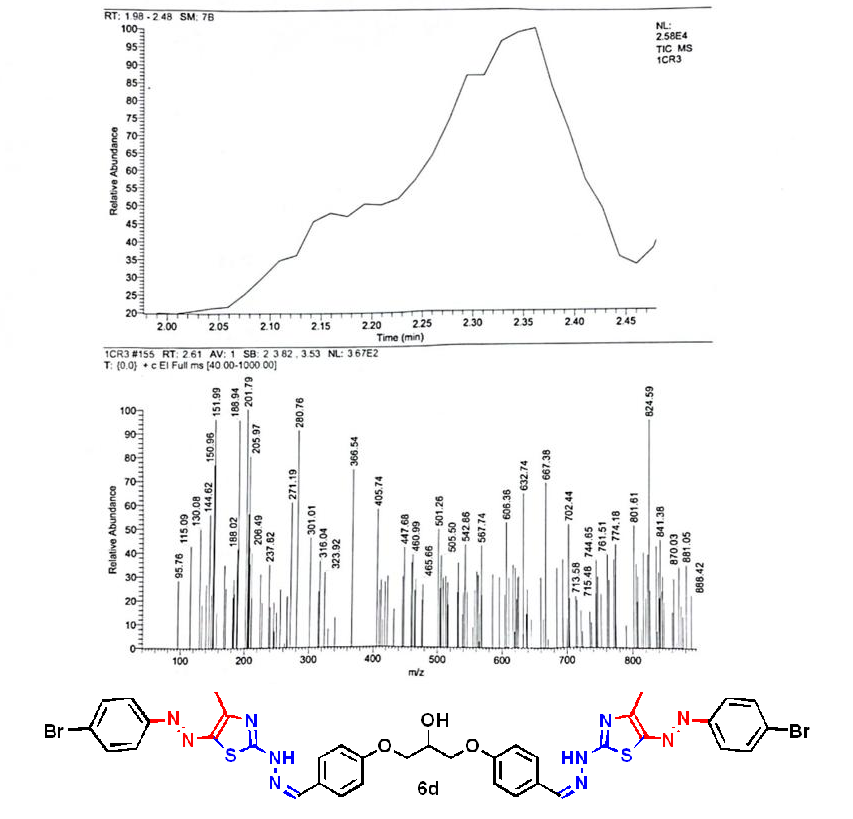 RT: 1.98 - 2.48 SM: 7B
NL:
2.58E4
TIC MS
1CR3
100
95
90
85
80
75
70
65
60
55
50
45
40
35
30
25
20
Relative Abundance
2.00 2.05 2.10 2.15 2.20 2.25 2.30 2.35 2.40 2.45
Time (min)
1CR3 #155 RT: 2.61 AV: 1 SB: 2 3.82 , 3.53 NL: 3.67E2
T: {0.0} + c EI Full ms [40.00-1000.00]
100
90
80
70
60
50
40
30
20
10
0
Relative Abundance
95.76
115.09
130.08
144.62
150.96
151.99
188.02
188.94
201.79
205.97
206.49
237.82
271.19
280.76
301.01
316.04
323.92
366.54
405.74
447.68
460.99
465.66
501.26
505.50
542.86
567.74
606.36
632.74
667.38
702.44
713.58
715.48
744.65
761.51
774.18
801.61
824.59
841.38
870.03
881.05
888.42
100 200 300 400 500 600 700 800
m/z
Br
N
N
N
S
NH
N
O
OH
O
N
HN
N
S
N
N
Br
6d